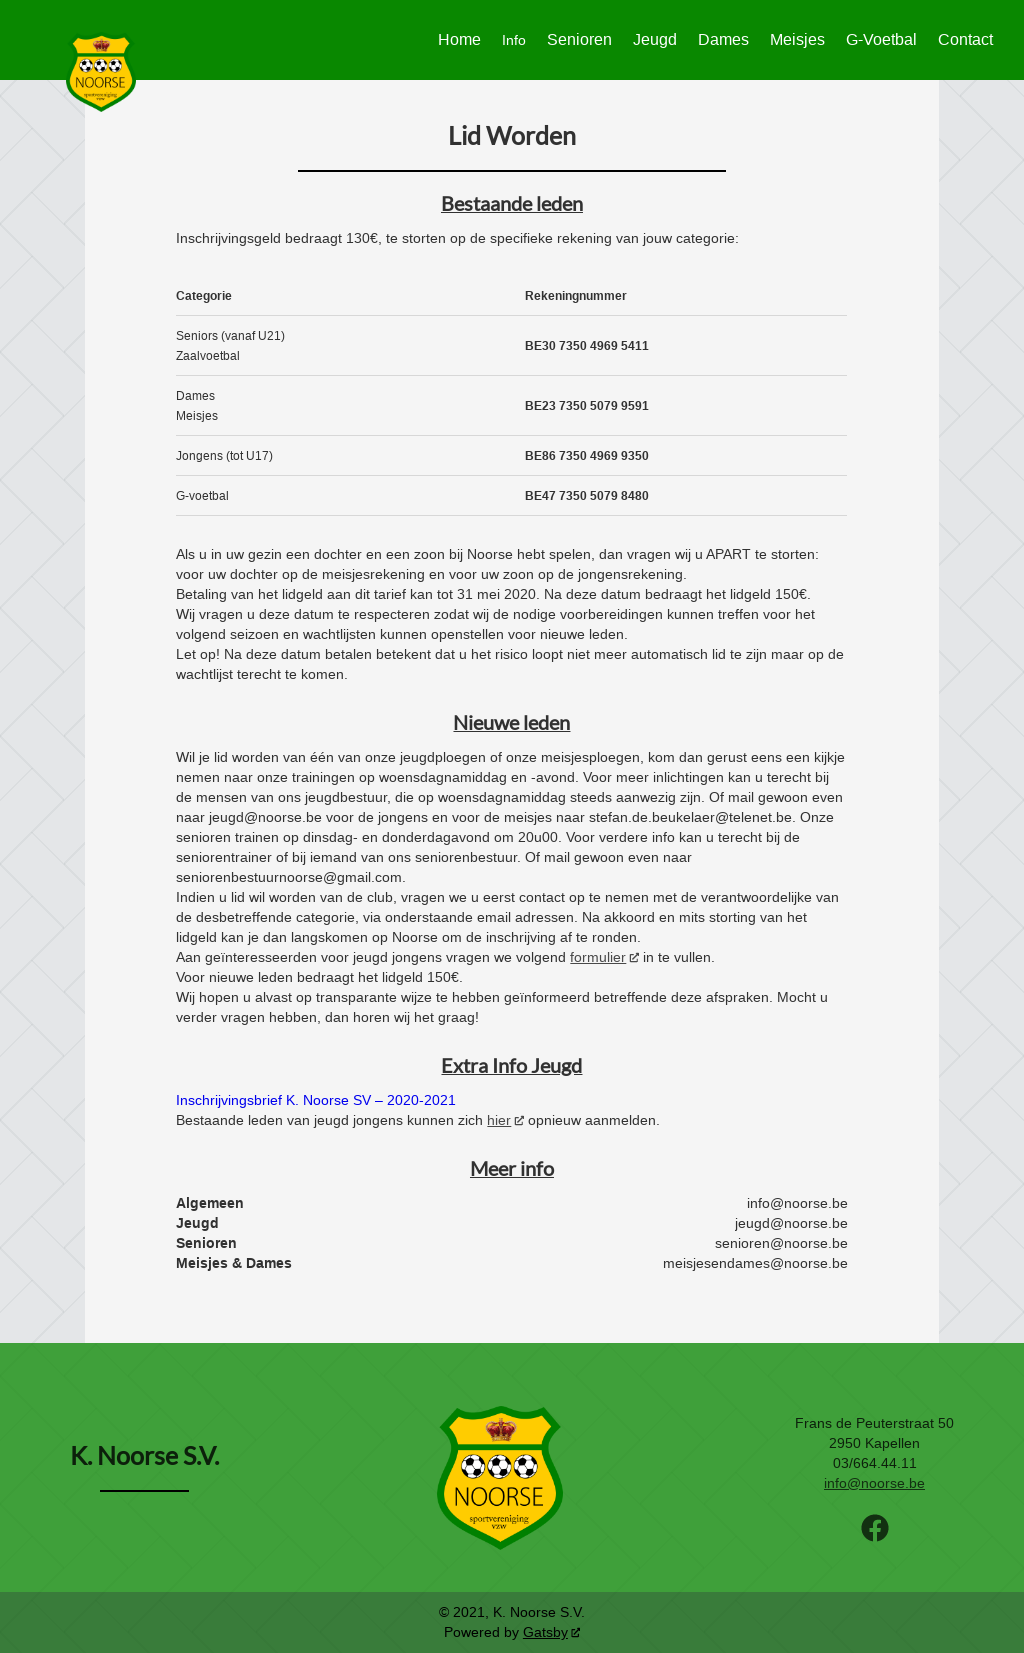 Home Info Senioren Jeugd Dames Meisjes G-Voetbal Contact
NOORSE
sportvereniging
vzw
Lid Worden
Bestaande leden
Inschrijvingsgeld bedraagt 130€, te storten op de specifieke rekening van jouw categorie:
Categorie Rekeningnummer
Seniors (vanaf U21)
Zaalvoetbal
BE30 7350 4969 5411
Dames
Meisjes
BE23 7350 5079 9591
Jongens (tot U17) BE86 7350 4969 9350
G-voetbal BE47 7350 5079 8480
Als u in uw gezin een dochter en een zoon bij Noorse hebt spelen, dan vragen wij u APART te storten:
voor uw dochter op de meisjesrekening en voor uw zoon op de jongensrekening.
Betaling van het lidgeld aan dit tarief kan tot 31 mei 2020. Na deze datum bedraagt het lidgeld 150€.
Wij vragen u deze datum te respecteren zodat wij de nodige voorbereidingen kunnen treffen voor het
volgend seizoen en wachtlijsten kunnen openstellen voor nieuwe leden.
Let op! Na deze datum betalen betekent dat u het risico loopt niet meer automatisch lid te zijn maar op de
wachtlijst terecht te komen.
Nieuwe leden
Wil je lid worden van één van onze jeugdploegen of onze meisjesploegen, kom dan gerust eens een kijkje
nemen naar onze trainingen op woensdagnamiddag en -avond. Voor meer inlichtingen kan u terecht bij
de mensen van ons jeugdbestuur, die op woensdagnamiddag steeds aanwezig zijn. Of mail gewoon even
naar jeugd@noorse.be voor de jongens en voor de meisjes naar stefan.de.beukelaer@telenet.be. Onze
senioren trainen op dinsdag- en donderdagavond om 20u00. Voor verdere info kan u terecht bij de
seniorentrainer of bij iemand van ons seniorenbestuur. Of mail gewoon even naar
seniorenbestuurnoorse@gmail.com.
Indien u lid wil worden van de club, vragen we u eerst contact op te nemen met de verantwoordelijke van
de desbetreffende categorie, via onderstaande email adressen. Na akkoord en mits storting van het
lidgeld kan je dan langskomen op Noorse om de inschrijving af te ronden.
Aan geïnteresseerden voor jeugd jongens vragen we volgend formulier in te vullen.
Voor nieuwe leden bedraagt het lidgeld 150€.
Wij hopen u alvast op transparante wijze te hebben geïnformeerd betreffende deze afspraken. Mocht u
verder vragen hebben, dan horen wij het graag!
Extra Info Jeugd
Inschrijvingsbrief K. Noorse SV – 2020-2021
Bestaande leden van jeugd jongens kunnen zich hier opnieuw aanmelden.
Meer info
Algemeen info@noorse.be
Jeugd jeugd@noorse.be
Senioren senioren@noorse.be
Meisjes & Dames meisjesendames@noorse.be
K. Noorse S.V.
NOORSE
sportvereniging
vzw
Frans de Peuterstraat 50
2950 Kapellen
03/664.44.11
info@noorse.be
© 2021, K. Noorse S.V.
Powered by Gatsby